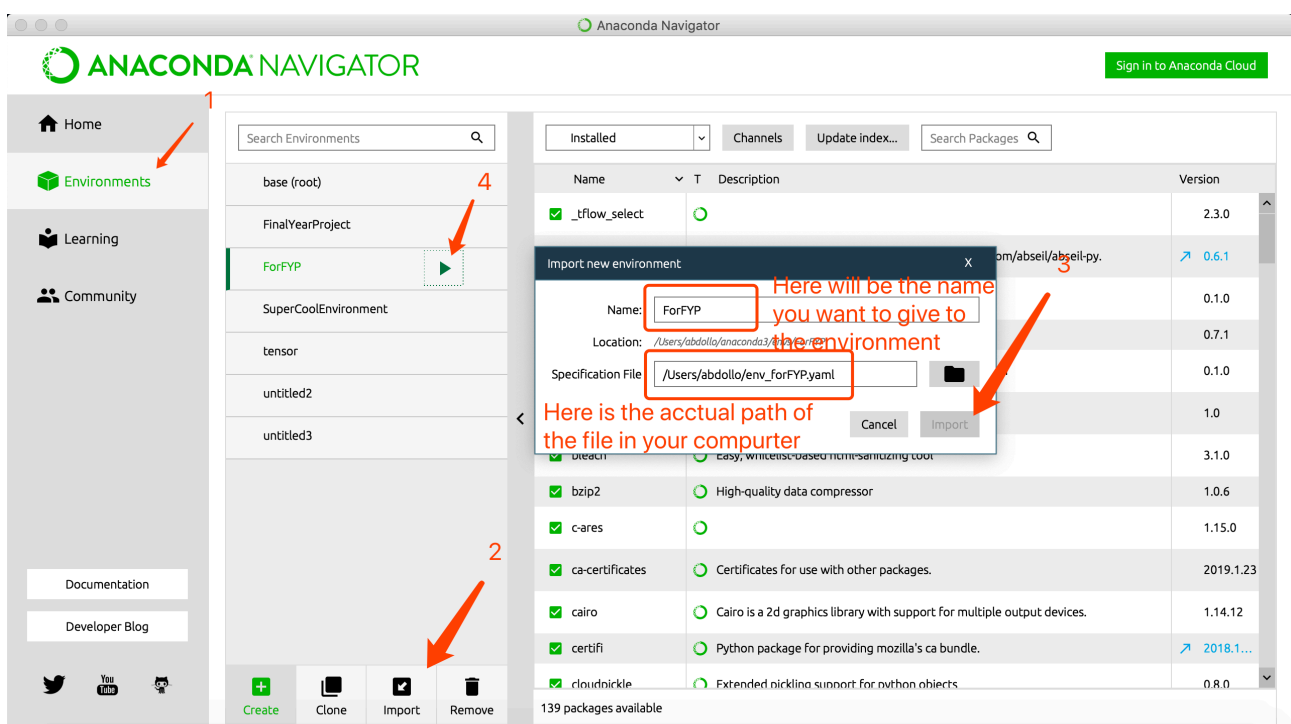 Anaconda Navigator
ANACONDA NAVIGATOR
Sign in to Anaconda Cloud
1
Home
Environments
Learning
Community
Documentation
Developer Blog
You
Tube
Search Environments
base (root)
4
FinalYearProject
ForFYP
SuperCoolEnvironment
tensor
untitled2
untitled3
2
Create
Clone
Import
Remove
Installed
Channels
Update index...
Search Packages
Name T Description Version
_tflow_select 2.3.0
om/abseil/abseil-py. 0.6.1
3
0.1.0
0.7.1
0.1.0
1.0
Import new environment X
Name: ForFYP
Here will be the name
you want to give to
the environment
Location: /Users/abdollo/anaconda3/envs/ForFYP
Specification File /Users/abdollo/env_forFYP.yaml
Here is the acctual path of
the file in your compurter
Cancel Import
bleach Easy, whitelist-based html-sanitizing tool 3.1.0
bzip2 High-quality data compressor 1.0.6
c-ares 1.15.0
ca-certificates Certificates for use with other packages. 2019.1.23
cairo Cairo is a 2d graphics library with support for multiple output devices. 1.14.12
certifi Python package for providing mozilla's ca bundle. 2018.1...
cloudpickle Extended pickling support for python objects 0.8.0
139 packages available